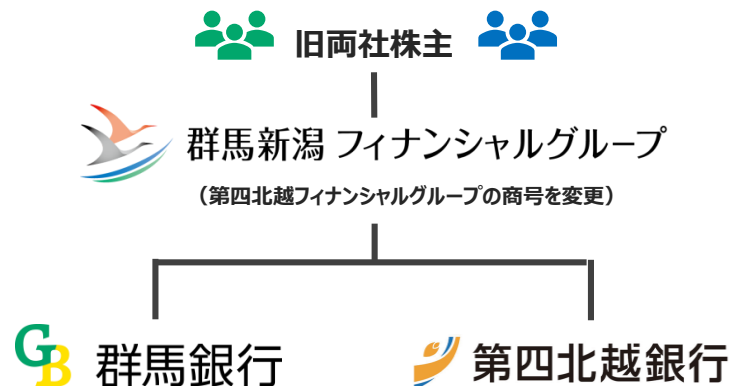 旧両社株主
群馬新潟 フィナンシャルグループ
（第四北越フィナンシャルグループの商号を変更）
GB 群馬銀行
第四北越銀行